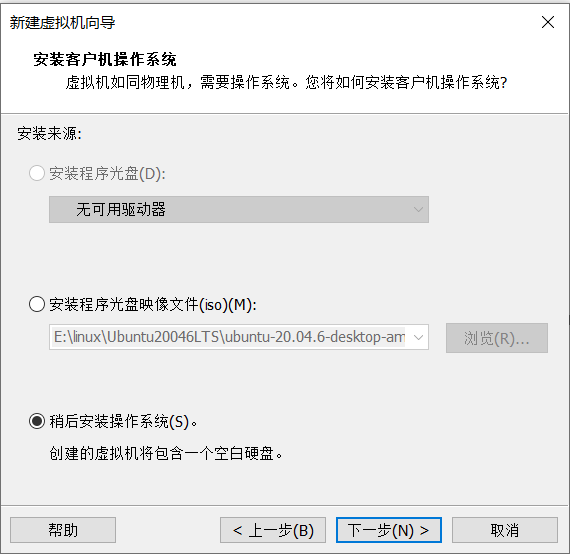 新建虚拟机向导
安装客户机操作系统
虚拟机如同物理机，需要操作系统。您将如何安装客户机操作系统?
安装来源:
安装程序光盘(D):
无可用驱动器
安装程序光盘映像文件(iso)(M):
E:\linux\Ubuntu20046LTS\ubuntu-20.04.6-desktop-am
浏览(R)...
稍后安装操作系统(S)。
创建的虚拟机将包含一个空白硬盘。
帮助
< 上一步(B)
下一步(N) >
取消